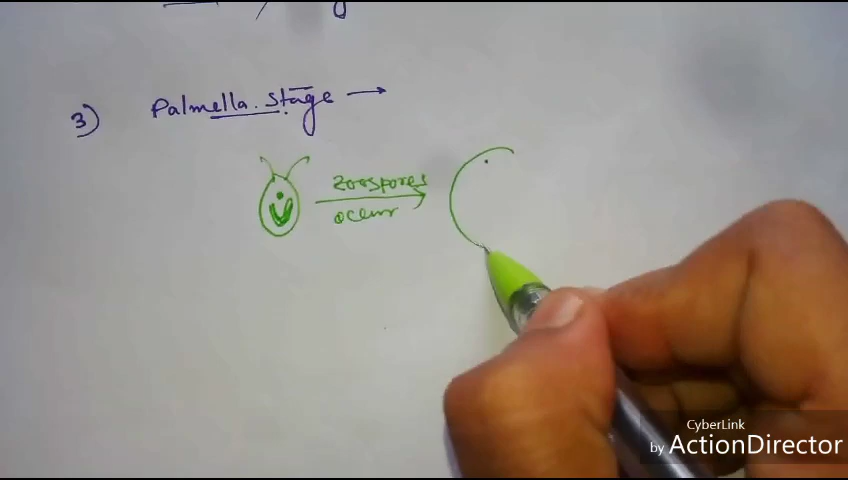 3) Palmella. Stage →
Zoospores
occur
CyberLink
by ActionDirector